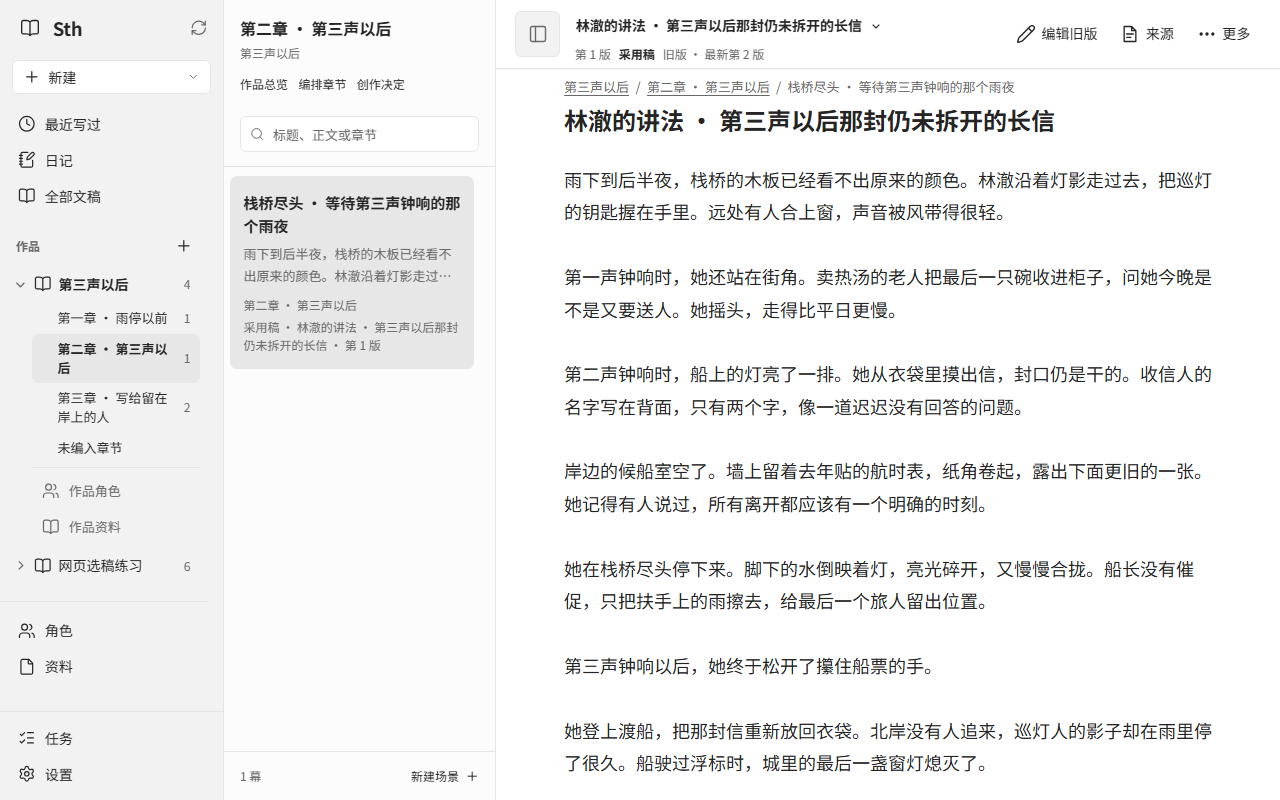 Sth
新建
最近写过
日记
全部文稿
作品
第三声以后 4
第一章 · 雨停以前 1
第二章 · 第三声以
后 1
第三章 · 写给留在
岸上的人 2
未编入章节
作品角色
作品资料
网页选稿练习 6
角色
资料
任务
设置
第二章 · 第三声以后
第三声以后
作品总览 编排章节 创作决定
标题、正文或章节
栈桥尽头 · 等待第三声钟响的那
个雨夜
雨下到后半夜，栈桥的木板已经看不
出原来的颜色。林澈沿着灯影走过…
第二章 · 第三声以后
采用稿 · 林澈的讲法 · 第三声以后那封
仍未拆开的长信 · 第 1 版
1 幕 新建场景
林澈的讲法 · 第三声以后那封仍未拆开的长信
第 1 版 采用稿 旧版 · 最新第 2 版
编辑旧版 来源 更多
第三声以后 / 第二章 · 第三声以后 / 栈桥尽头 · 等待第三声钟响的那个雨夜
林澈的讲法 · 第三声以后那封仍未拆开的长信
雨下到后半夜，栈桥的木板已经看不出原来的颜色。林澈沿着灯影走过去，把巡灯
的钥匙握在手里。远处有人合上窗，声音被风带得很轻。
第一声钟响时，她还站在街角。卖热汤的老人把最后一只碗收进柜子，问她今晚是
不是又要送人。她摇头，走得比平日更慢。
第二声钟响时，船上的灯亮了一排。她从衣袋里摸出信，封口仍是干的。收信人的
名字写在背面，只有两个字，像一道迟迟没有回答的问题。
岸边的候船室空了。墙上留着去年贴的航时表，纸角卷起，露出下面更旧的一张。
她记得有人说过，所有离开都应该有一个明确的时刻。
她在栈桥尽头停下来。脚下的水倒映着灯，亮光碎开，又慢慢合拢。船长没有催
促，只把扶手上的雨擦去，给最后一个旅人留出位置。
第三声钟响以后，她终于松开了攥住船票的手。
她登上渡船，把那封信重新放回衣袋。北岸没有人追来，巡灯人的影子却在雨里停
了很久。船驶过浮标时，城里的最后一盏窗灯熄灭了。